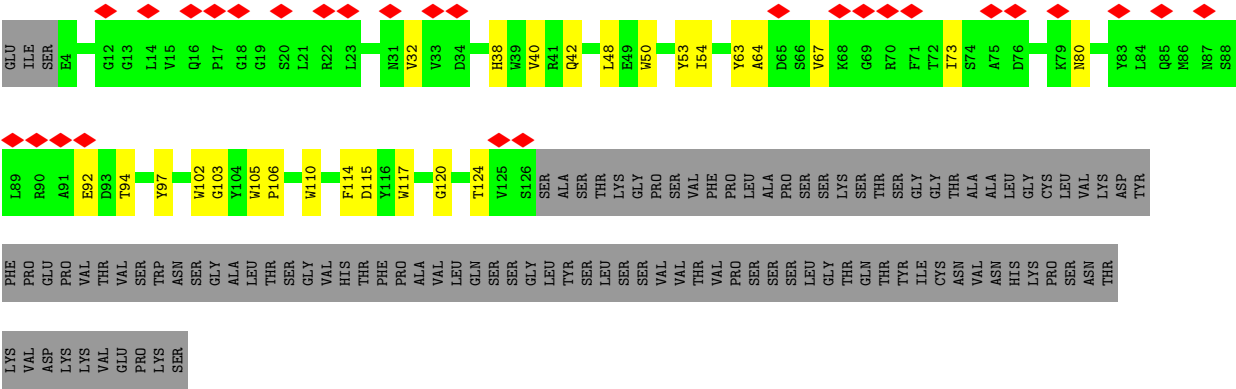 GLU ILE SER E4 G12 G13 L14 V15 Q16 P17 G18 G19 S20 L21 R22 L23 N31 V32 V33 D34 H38 W39 V40 R41 Q42 L48 E49 W50 Y53 I54 Y63 A64 D65 S66 V67 K68 G69 R70 F71 T72 I73 S74 A75 D76 K79 N80 Y83 L84 Q85 M86 N87 S88
L89 R90 A91 E92 D93 T94 Y97 W102 G103 Y104 W105 P106 W110 F114 D115 Y116 W117 G120 T124 V125 S126 SER ALA SER THR LYS GLY PRO SER VAL PHE PRO LEU ALA PRO SER SER LYS SER THR SER GLY GLY THR ALA ALA LEU GLY CYS LEU VAL LYS ASP TYR
PHE PRO GLU PRO VAL THR VAL SER TRP ASN SER GLY ALA LEU THR SER GLY VAL HIS THR PHE PRO ALA VAL LEU GLN SER SER GLY LEU TYR SER LEU SER SER VAL VAL THR VAL PRO SER SER SER LEU GLY THR GLN THR TYR ILE CYS ASN VAL ASN HIS LYS PRO SER ASN THR
LYS VAL ASP LYS LYS VAL GLU PRO LYS SER